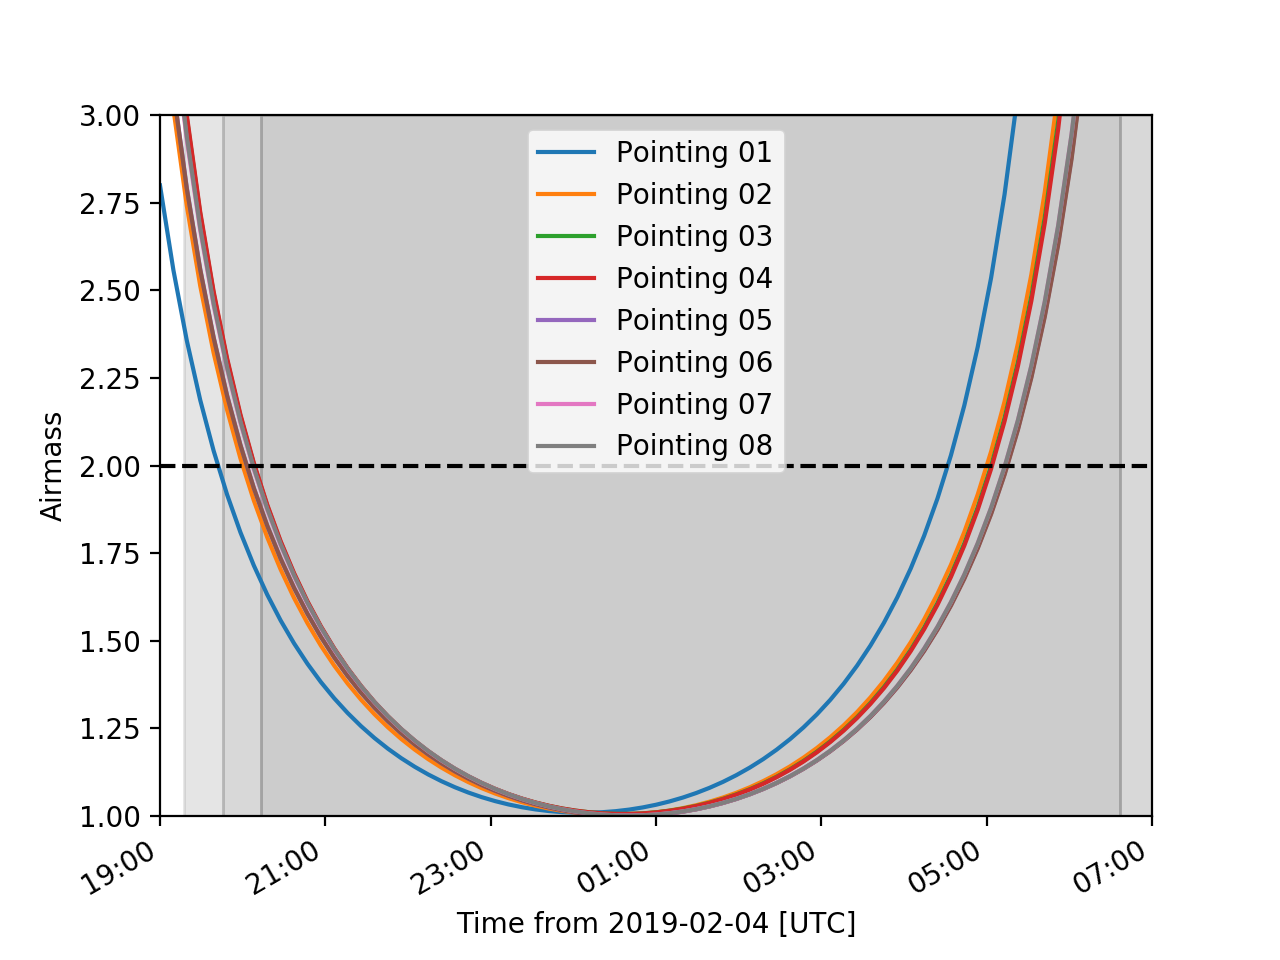 3.00
2.75
2.50
2.25
2.00
1.75
1.50
1.25
1.00
Airmass
Pointing 01
Pointing 02
Pointing 03
Pointing 04
Pointing 05
Pointing 06
Pointing 07
Pointing 08
19:00
21:00
23:00
01:00
03:00
05:00
07:00
Time from 2019-02-04 [UTC]